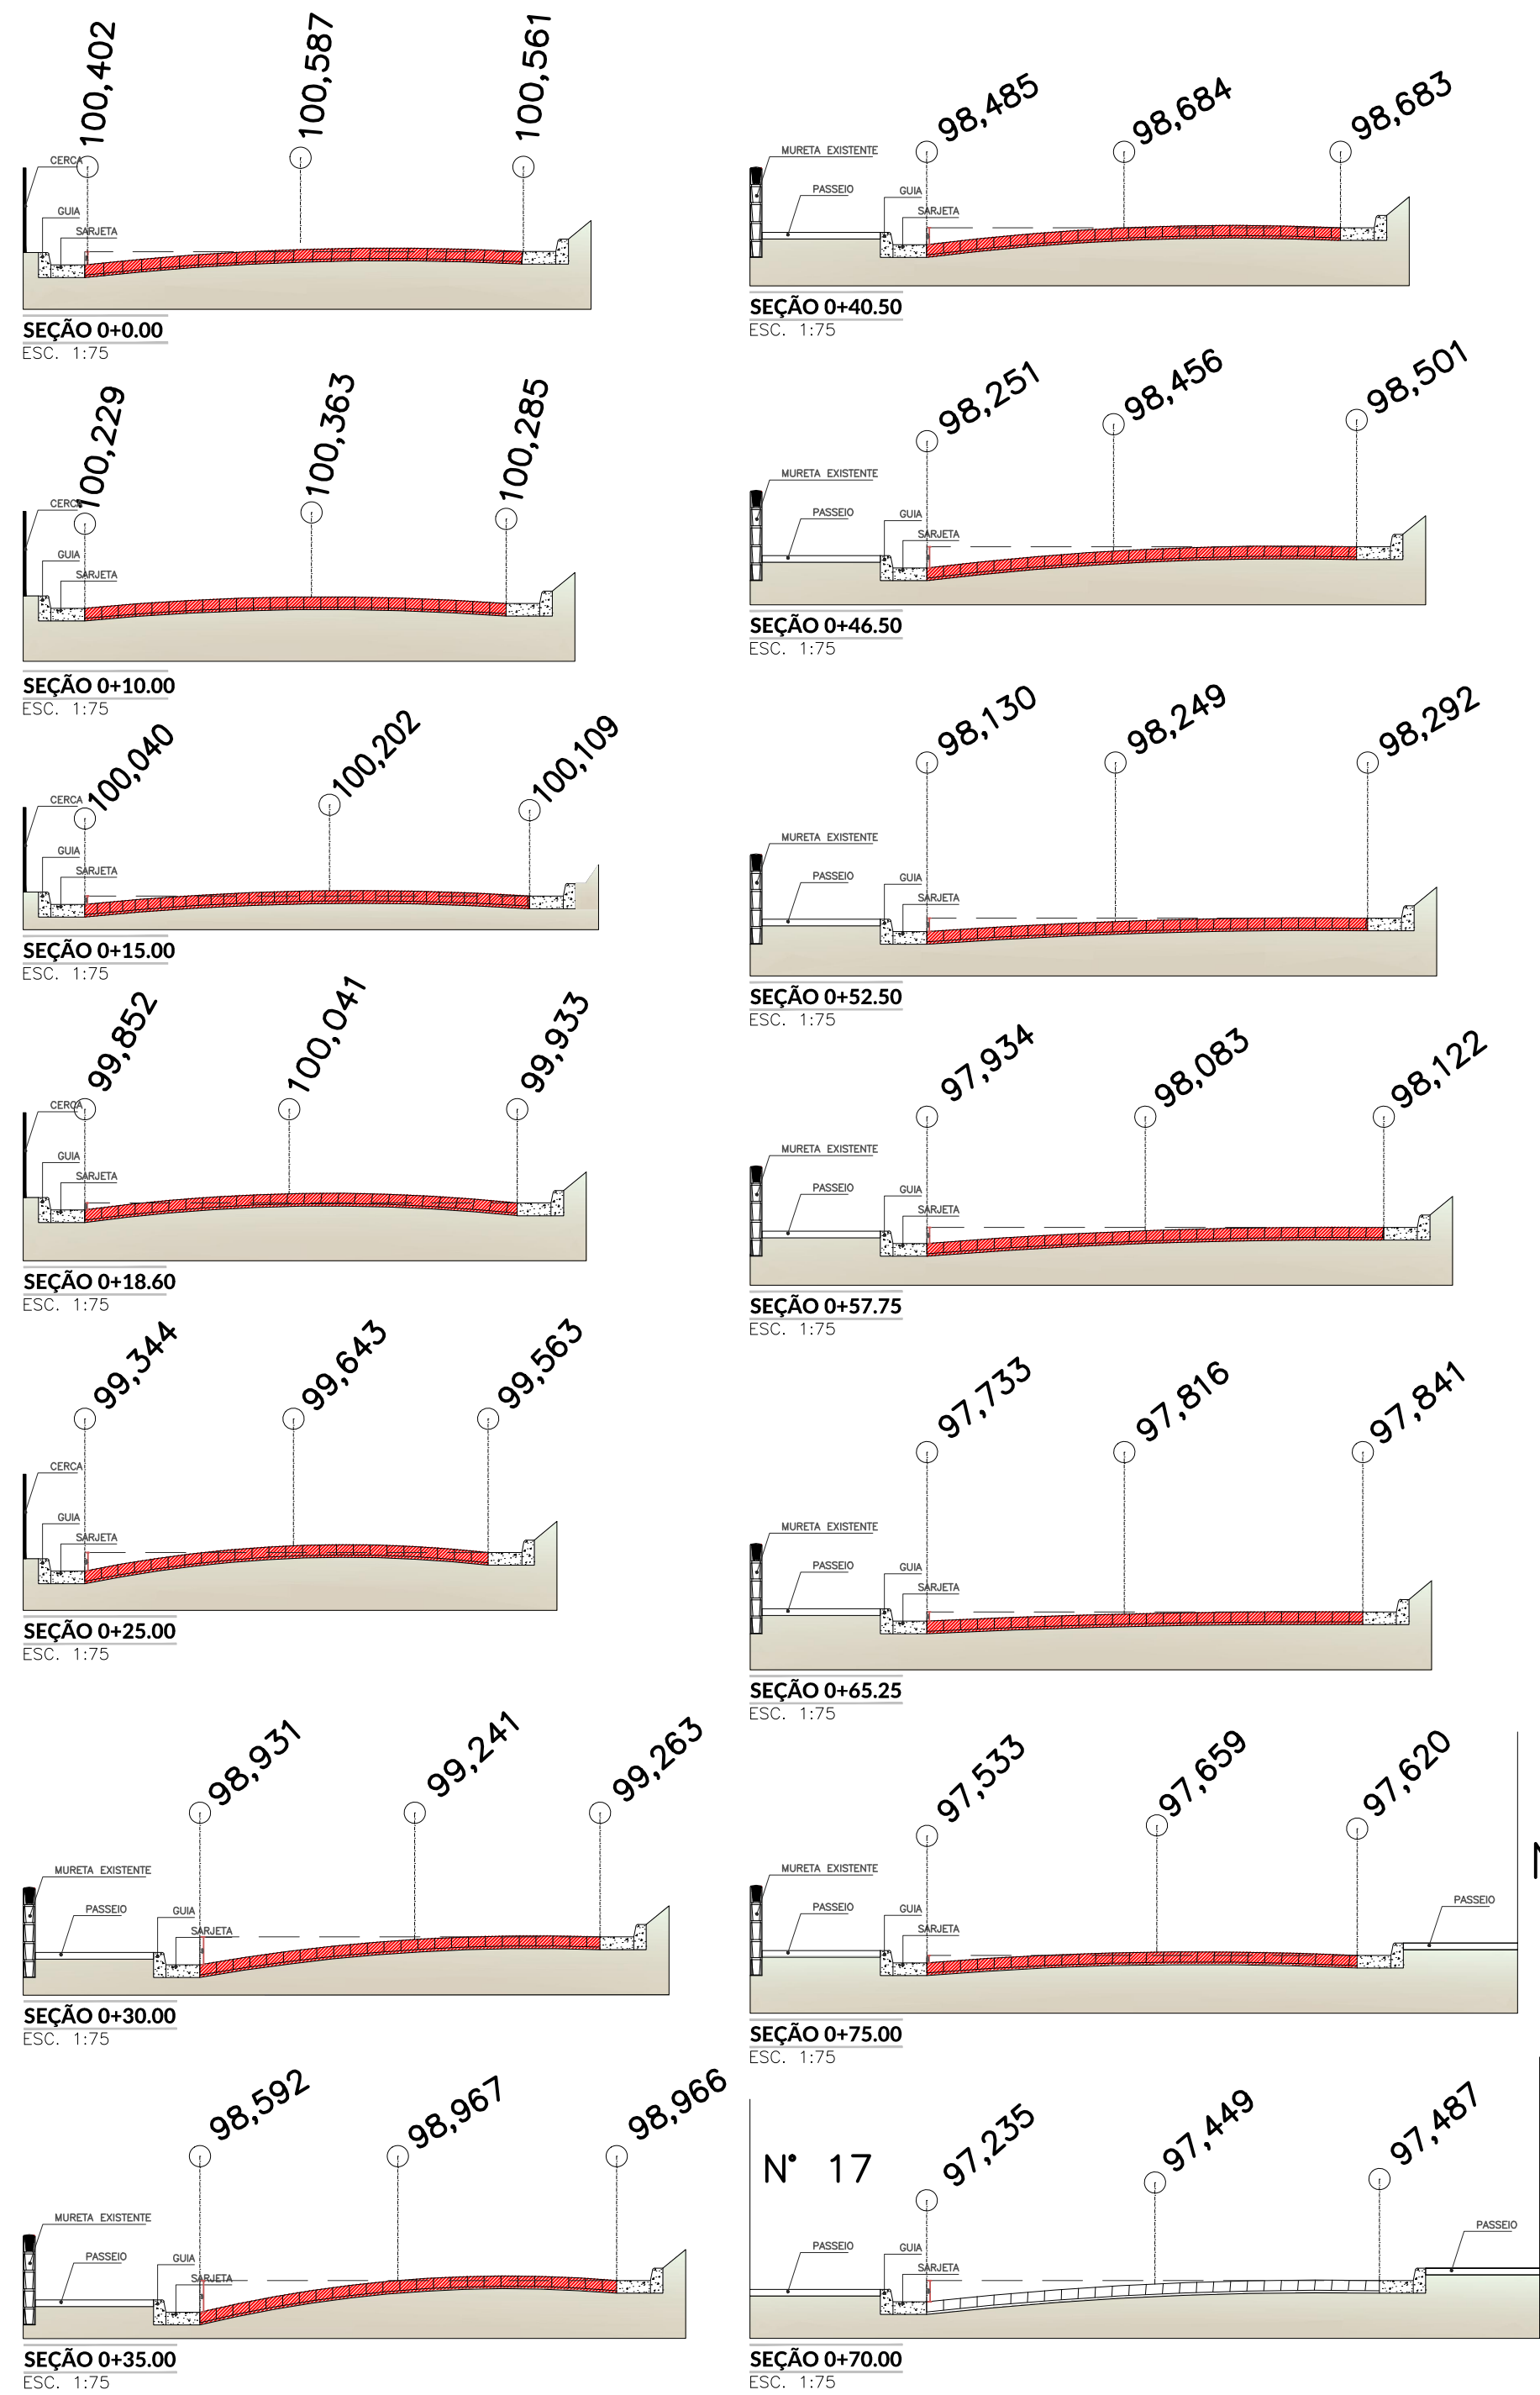 100,402
100,587
100,561
CERCA
GUIA
SARJETA
SEÇÃO 0+0.00
ESC. 1:75
100,229
100,363
100,285
CERCA
GUIA
SARJETA
SEÇÃO 0+10.00
ESC. 1:75
100,040
100,202
100,109
CERCA
GUIA
SARJETA
SEÇÃO 0+15.00
ESC. 1:75
99,852
100,041
99,933
CERCA
GUIA
SARJETA
SEÇÃO 0+18.60
ESC. 1:75
99,344
99,643
99,563
CERCA
GUIA
SARJETA
SEÇÃO 0+25.00
ESC. 1:75
98,931
99,241
99,263
MURETA EXISTENTE
PASSEIO
GUIA
SARJETA
SEÇÃO 0+30.00
ESC. 1:75
98,592
98,967
98,966
MURETA EXISTENTE
PASSEIO
GUIA
SARJETA
SEÇÃO 0+35.00
ESC. 1:75
98,485
98,684
98,683
MURETA EXISTENTE
PASSEIO
GUIA
SARJETA
SEÇÃO 0+40.50
ESC. 1:75
98,251
98,456
98,501
MURETA EXISTENTE
PASSEIO
GUIA
SARJETA
SEÇÃO 0+46.50
ESC. 1:75
98,130
98,249
98,292
MURETA EXISTENTE
PASSEIO
GUIA
SARJETA
SEÇÃO 0+52.50
ESC. 1:75
97,934
98,083
98,122
MURETA EXISTENTE
PASSEIO
GUIA
SARJETA
SEÇÃO 0+57.75
ESC. 1:75
97,733
97,816
97,841
MURETA EXISTENTE
PASSEIO
GUIA
SARJETA
SEÇÃO 0+65.25
ESC. 1:75
97,533
97,659
97,620
MURETA EXISTENTE
PASSEIO
GUIA
SARJETA
PASSEIO
SEÇÃO 0+75.00
ESC. 1:75
N° 17
97,235
97,449
97,487
PASSEIO
GUIA
SARJETA
PASSEIO
SEÇÃO 0+70.00
ESC. 1:75